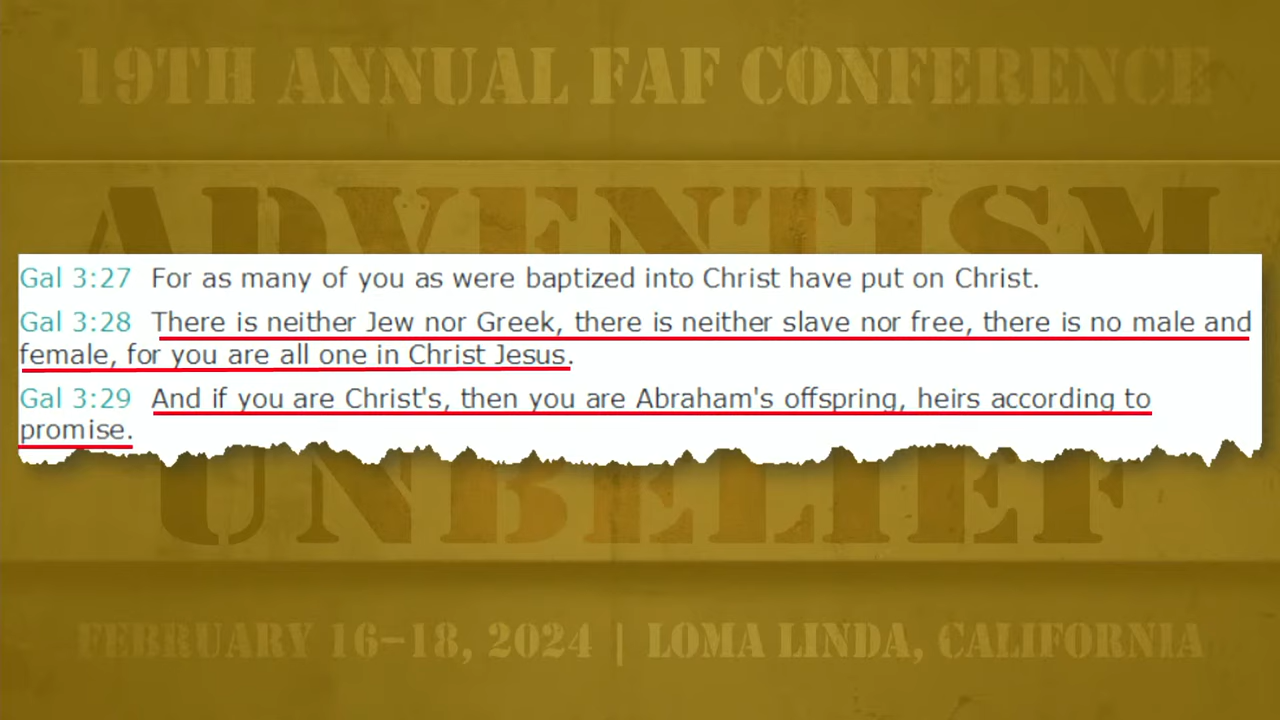 19TH ANNUAL FAF CONFERENCE
ADVENTISM
Gal 3:27 For as many of you as were baptized into Christ have put on Christ.
Gal 3:28 There is neither Jew nor Greek, there is neither slave nor free, there is no male and
female, for you are all one in Christ Jesus.
Gal 3:29 And if you are Christ's, then you are Abraham's offspring, heirs according to
promise.
UNBELIEF
FEBRUARY 16–18, 2024 | LOMA LINDA, CALIFORNIA